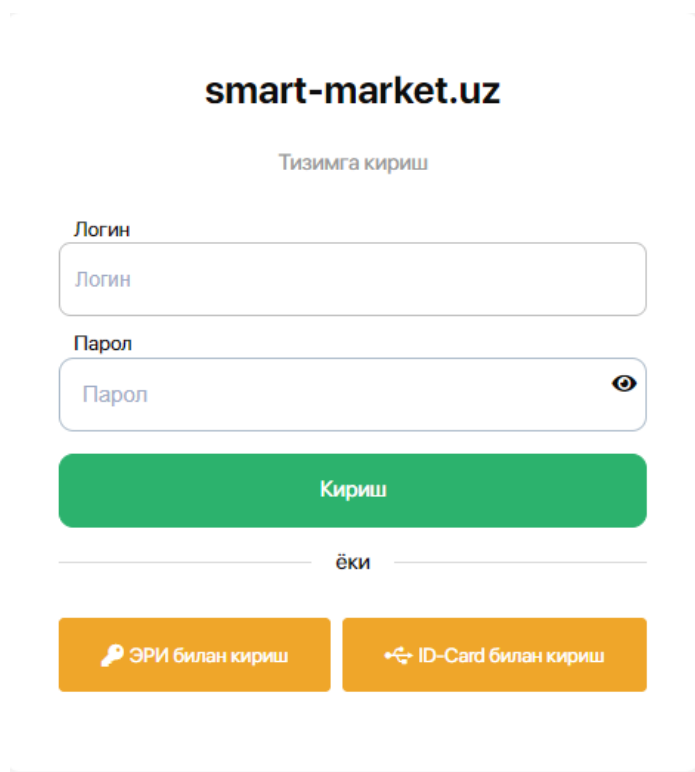 smart-market.uz
Тизимга кириш
Логин
Логин
Парол
Парол
Кириш
ёки
ЭРИ билан кириш
ID-Card билан кириш